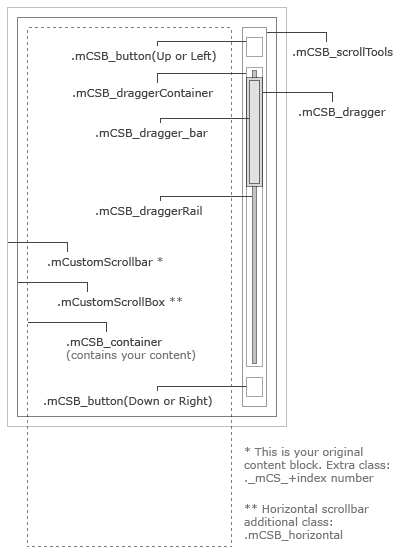 .mCSB_button(Up or Left)
.mCSB_scrollTools
.mCSB_draggerContainer
.mCSB_dragger
.mCSB_dragger_bar
.mCSB_draggerRail
.mCustomScrollbar *
.mCustomScrollBox **
.mCSB_container
(contains your content)
.mCSB_button(Down or Right)
* This is your original
content block. Extra class:
._mCS_+index number
** Horizontal scrollbar
additional class:
.mCSB_horizontal